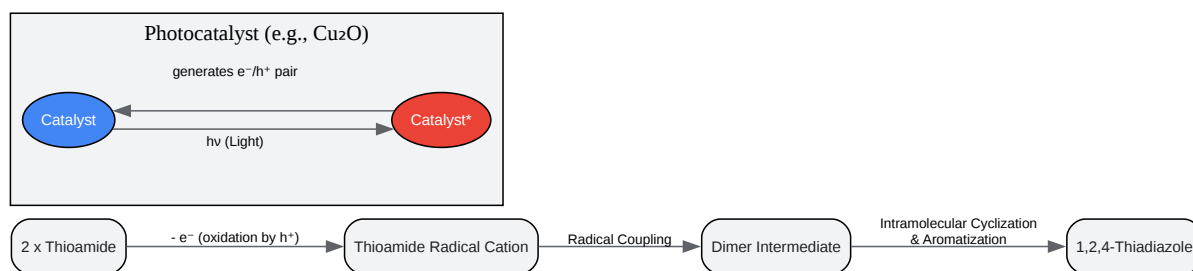 Photocatalyst (e.g., Cu₂O)
generates e⁻/h⁺ pair
Catalyst
Catalyst*
hν (Light)
2 x Thioamide
- e⁻ (oxidation by h⁺)
Thioamide Radical Cation
Radical Coupling
Dimer Intermediate
Intramolecular Cyclization
& Aromatization
1,2,4-Thiadiazole